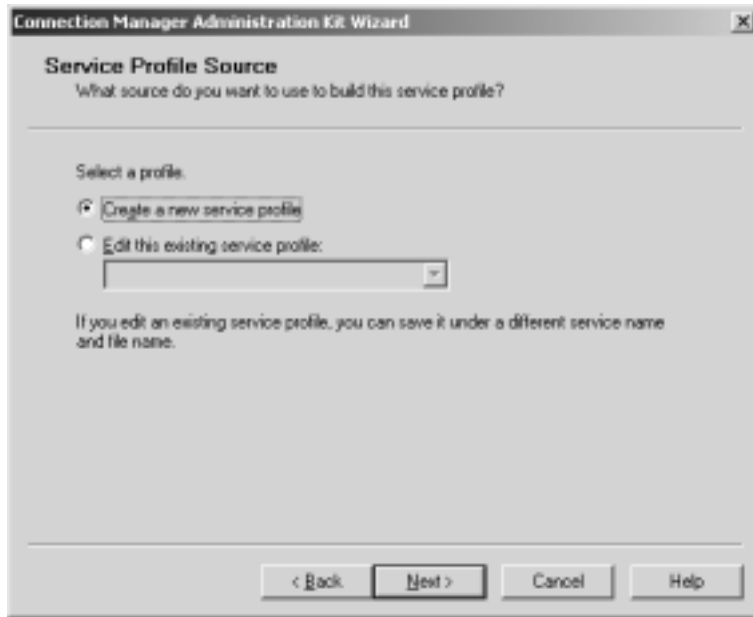 Connection Manager Administration Kit Wizard
Service Profile Source
What source do you want to use to build this service profile?
Select a profile.
Create a new service profile
Edit this existing service profile:
If you edit an existing service profile, you can save it under a different service name
and file name.
< Back
Next >
Cancel
Help